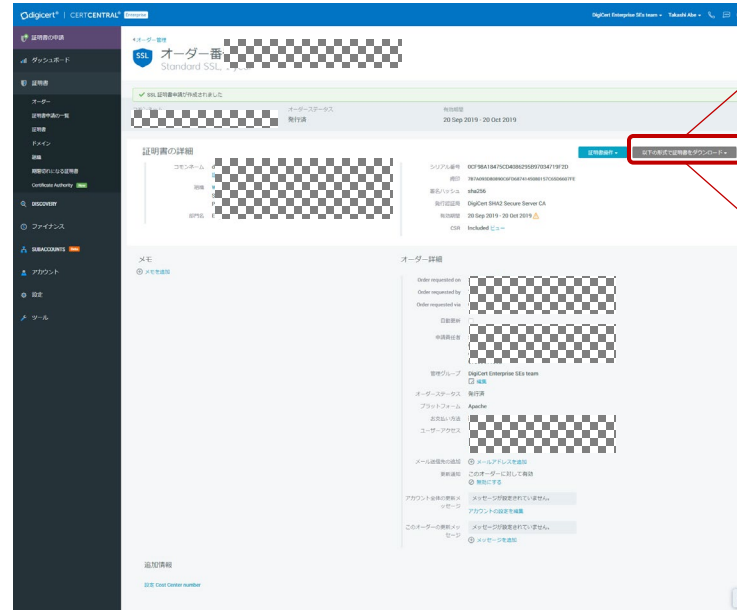 digicert® | CERTCENTRAL® Enterprise
DigiCert Enterprise SEs team Takashi Abe
証明書の申請
ダッシュボード
証明書
オーダー
証明書申請の一覧
証明書
ドメイン
組織
期限切れになる証明書
Certificate Authority New
DISCOVERY
ファイナンス
SUBACCOUNTS New
アカウント
設定
ツール
オーダー管理
SSL オーダー番
Standard SSL,
SSL 証明書申請が作成されました
オーダーステータス
有効期間
発行済
20 Sep 2019 - 20 Oct 2019
証明書の詳細
証明書操作
以下の形式で証明書をダウンロード
コモンネーム
シリアル番号
組織
署名ハッシュ sha256
発行認証局 DigiCert SHA2 Secure Server CA
部門名
有効期間 20 Sep 2019 - 20 Oct 2019
CSR Included ビュー
メモ
メモを追加
オーダー詳細
Order requested on
Order requested by
Order requested via
自動更新
申請責任者
管理グループ DigiCert Enterprise SEs team
編集
オーダーステータス 発行済
プラットフォーム Apache
お支払い方法
ユーザーアクセス
メール送信先の追加 メールアドレスを追加
更新通知 このオーダーに対して有効
無効にする
アカウント全体の更新メッセージ
メッセージが設定されていません。
アカウントの設定を編集
このオーダーの更新メッセージ
メッセージが設定されていません。
メッセージを追加
追加情報
設定 Cost Center number